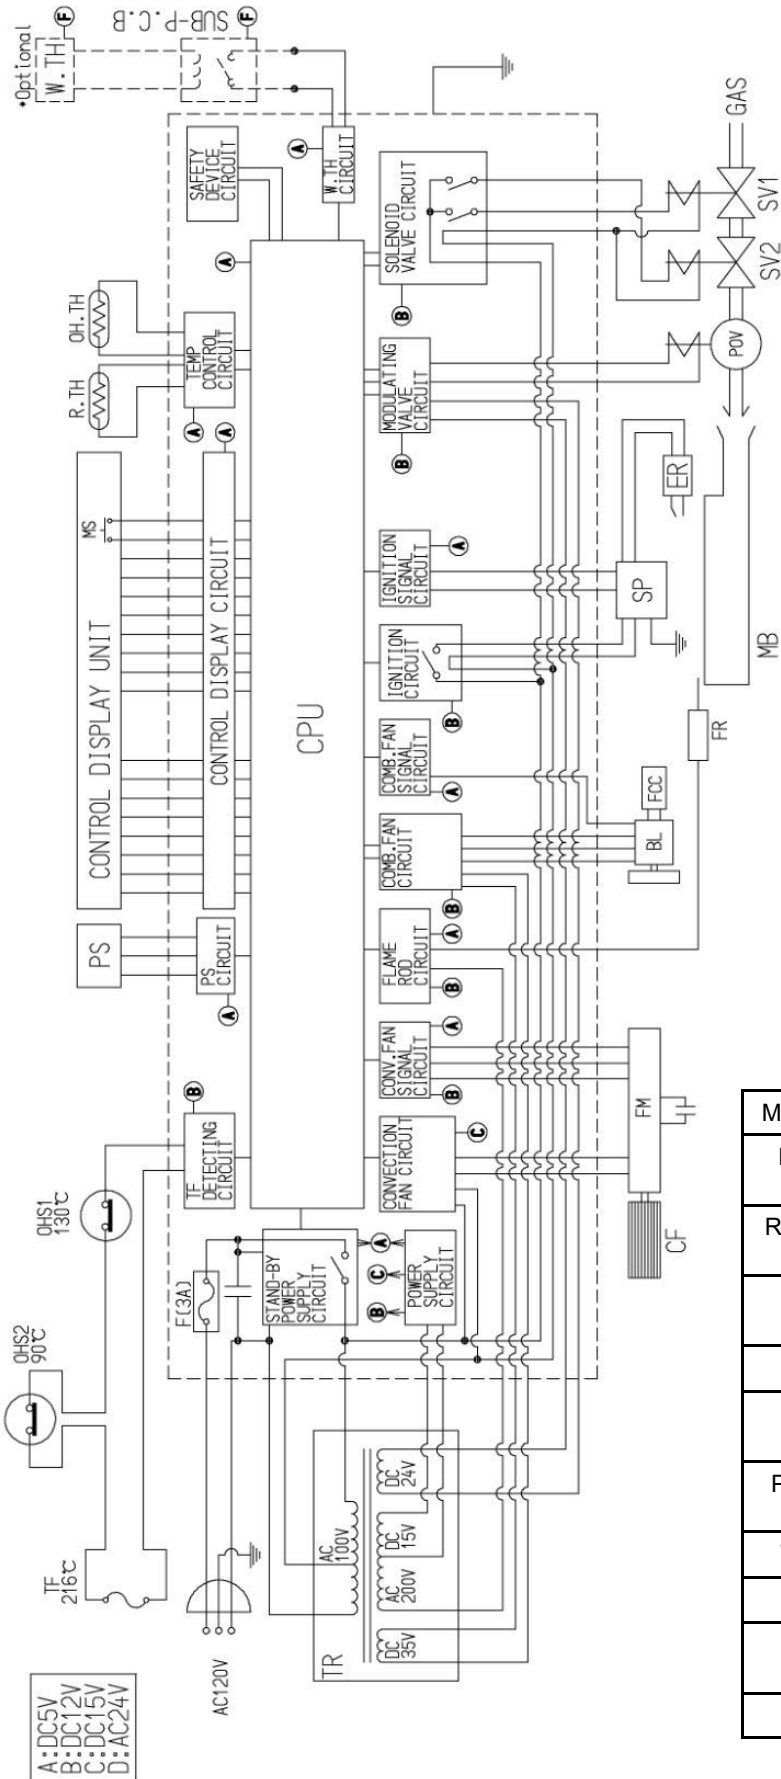 *Optional
W.TH
F
SUB-P.C.B
F
SAFETY
DEVICE
CIRCUIT
A
W.TH
CIRCUIT
SOLENOID
VALVE CIRCUIT
B
GAS
SV1
SV2
POV
OH.TH
R.TH
TEMP
CONTROL
CIRCUIT
A
A
A
MODULATING
VALVE
CIRCUIT
B
CONTROL DISPLAY UNIT
MS
CONTROL DISPLAY CIRCUIT
CPU
IGNITION
SIGNAL
CIRCUIT
A
IGNITION
CIRCUIT
B
ER
SP
MB
COMB.FAN
SIGNAL
CIRCUIT
A
COMB.FAN
CIRCUIT
B
FCC
BL
FR
PS
PS
CIRCUIT
A
FLAME
ROD
CIRCUIT
A
B
CONV.FAN
SIGNAL
CIRCUIT
A
B
FM
CF
OHS1
130℃
OHS2
90℃
TF
216℃
TF
DETECTING
CIRCUIT
B
CONVECTION
FAN CIRCUIT
C
F(3A)
STAND-BY
POWER
SUPPLY
CIRCUIT
A
C
B
POWER
SUPPLY
CIRCUIT
AC120V
TR
AC
100V
DC
24V
DC
15V
AC
200V
DC
35V
A:DC5V
B:DC12V
C:DC15V
D:AC24V